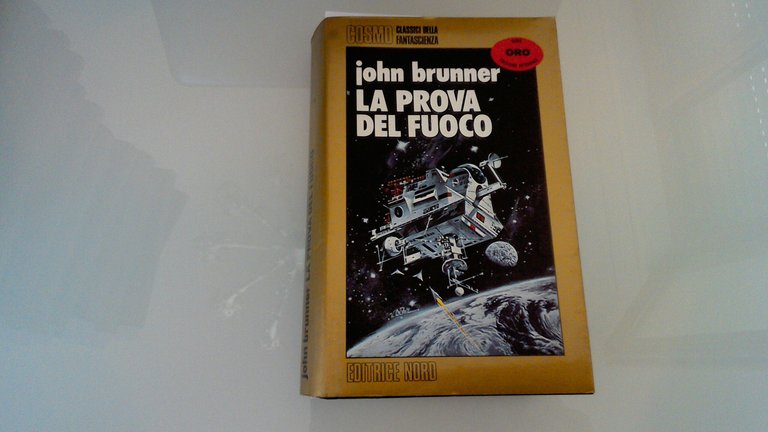 COSMO
CLASSICI DELLA
FANTASCIENZA
ORO
john brunner
LA PROVA
DEL FUOCO
EDITRICE NORD
john brunner LA PROVA DEL FUOCO